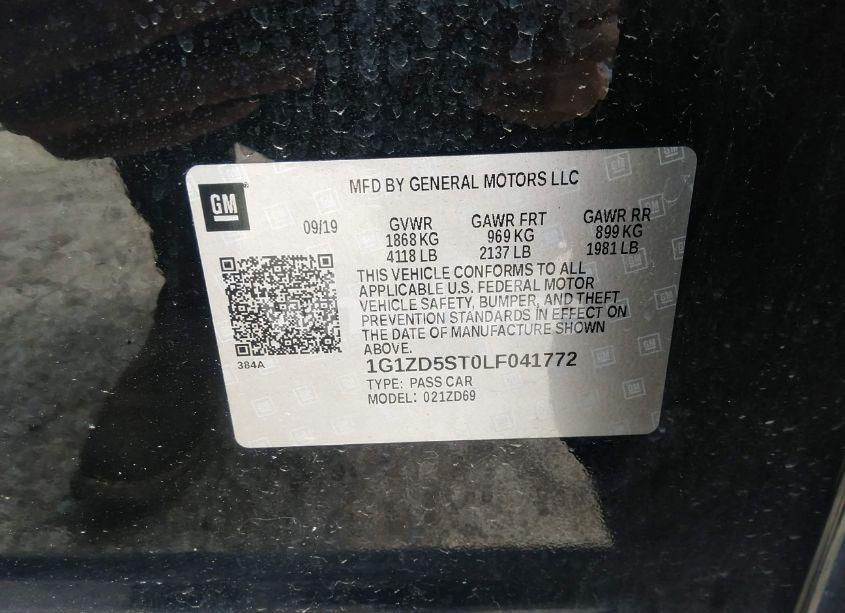 GM
MFD BY GENERAL MOTORS LLC
09/19 GVWR GAWR FRT GAWR RR
1868 KG 969 KG 899 KG
4118 LB 2137 LB 1981 LB
THIS VEHICLE CONFORMS TO ALL
APPLICABLE U.S. FEDERAL MOTOR
VEHICLE SAFETY, BUMPER, AND THEFT
PREVENTION STANDARDS IN EFFECT ON
THE DATE OF MANUFACTURE SHOWN
ABOVE.
384A
1G1ZD5ST0LF041772
TYPE: PASS CAR
MODEL: 021ZD69